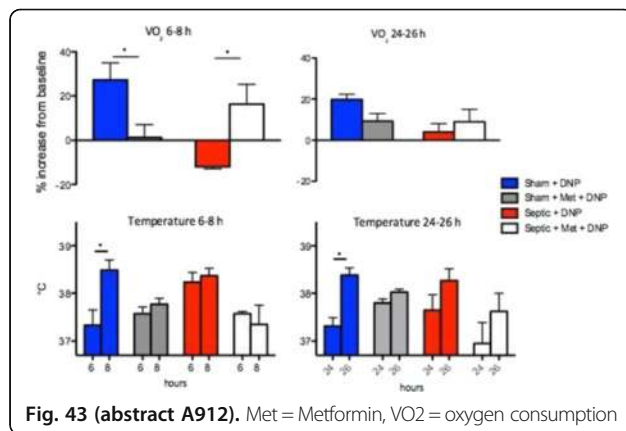 VO2 6-8 h
VO2 24-26 h
% increase from baseline
40
20
0
-20
*
*
40
20
0
-20
Sham + DNP
Sham + Met + DNP
Septic + DNP
Septic + Met + DNP
Temperature 6-8 h
Temperature 24-26 h
°C
39
38
37
*
6 8 6 8 6 8 6 8
hours
39
38
37
*
24 26 24 26 24 26 24 26
hours
Fig. 43 (abstract A912). Met = Metformin, VO2 = oxygen consumption